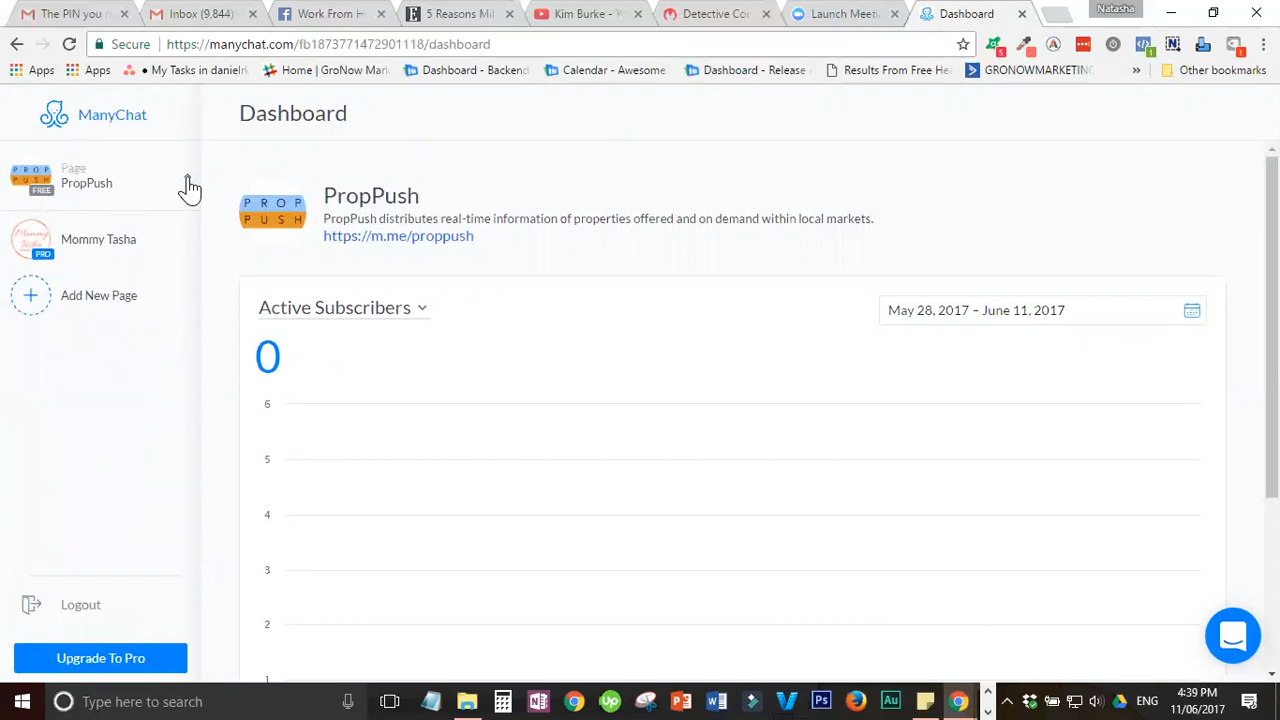 The PIN you n
Inbox (9,844)
Work From H
5 Reasons Mil
Kim Burke - Y
Detective Cor
Launch Meeti
Dashboard
Natasha
Secure
https://manychat.com/fb1873771472901118/dashboard
Apps
Apps
• My Tasks in danielr
Home | GroNow Mark
Dashboard - Backend
Calendar - Awesome
Dashboard - Release
Results From Free Hea
GRONOWMARKETING
»
Other bookmarks
ManyChat
Dashboard
Page
PropPush
PROP
PUSH
FREE
Mommy Tasha
Mommy
Tasha
PRO
Add New Page
PROP
PUSH
PropPush
PropPush distributes real-time information of properties offered and on demand within local markets.
https://m.me/proppush
Active Subscribers
May 28, 2017 – June 11, 2017
0
6
5
4
3
2
1
Logout
Upgrade To Pro
Type here to search
ENG
4:39 PM
11/06/2017